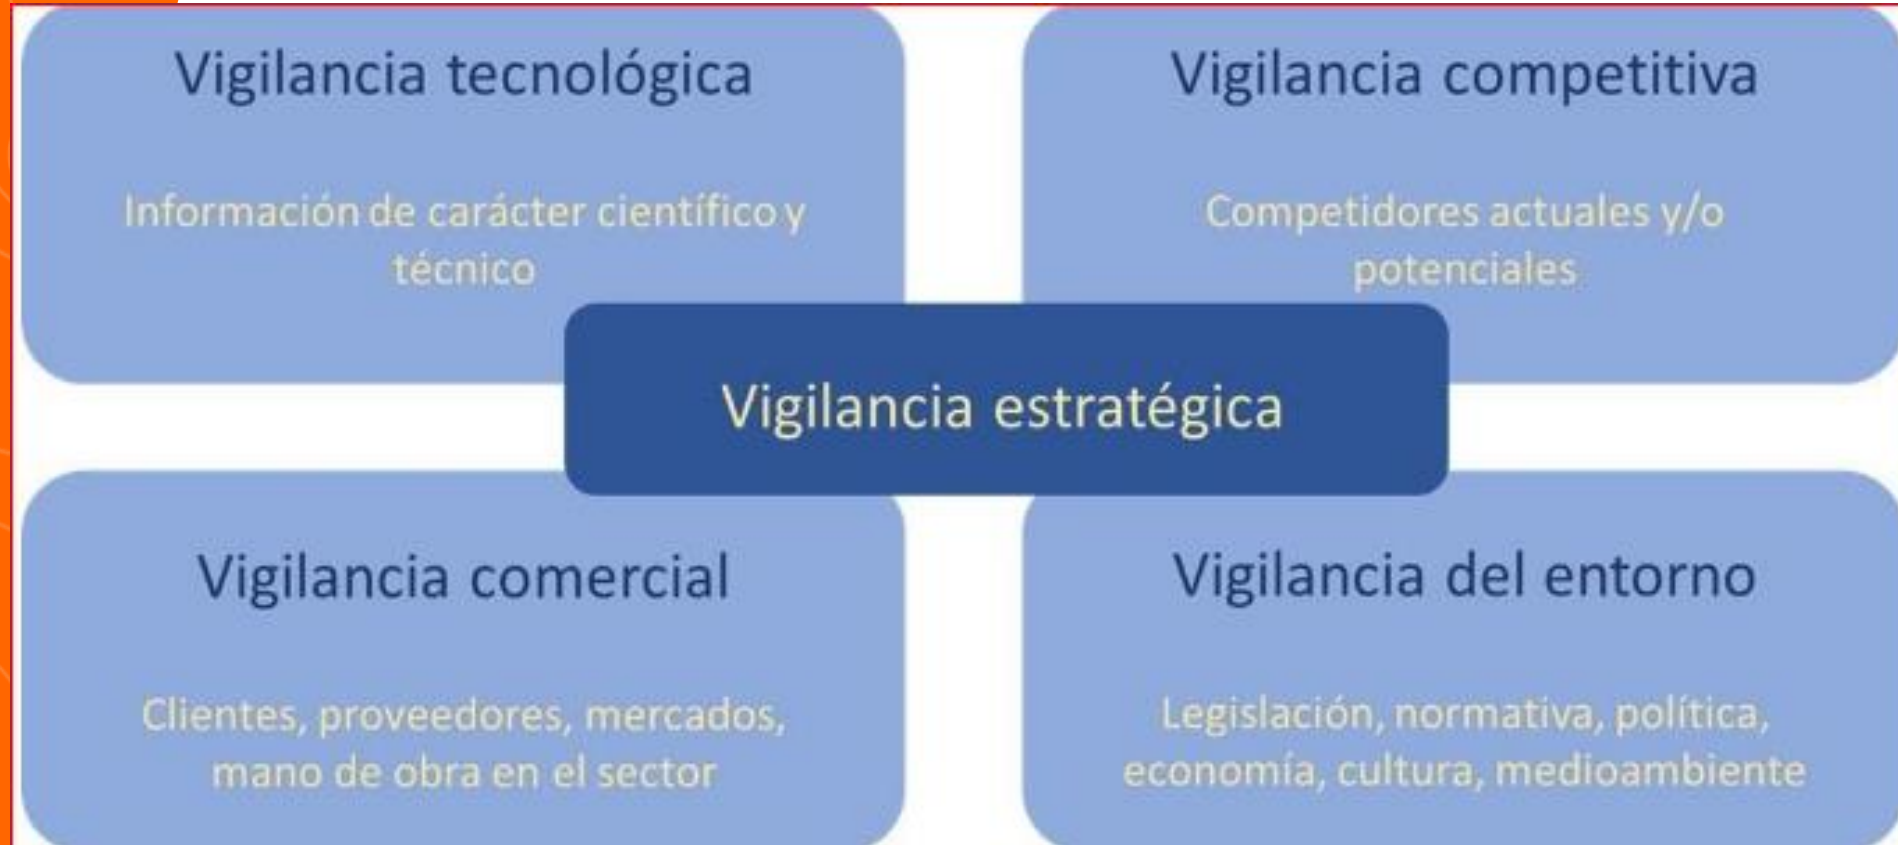 Vigilancia tecnológica
Información de carácter científico y
técnico
Vigilancia competitiva
Competidores actuales y/o
potenciales
Vigilancia estratégica
Vigilancia comercial
Clientes, proveedores, mercados,
mano de obra en el sector
Vigilancia del entorno
Legislación, normativa, política,
economía, cultura, medioambiente